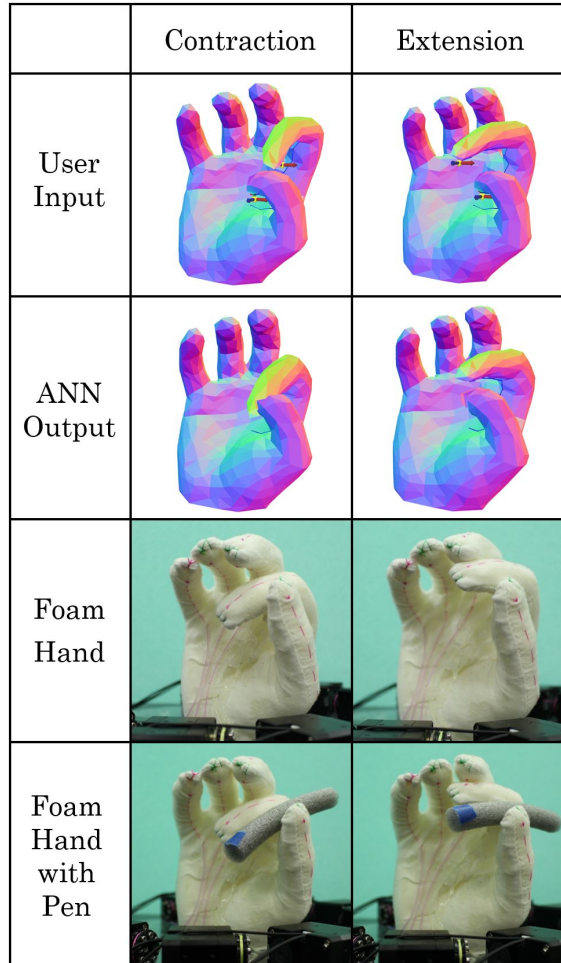 Contraction
Extension
User
Input
ANN
Output
Foam
Hand
Foam
Hand
with
Pen